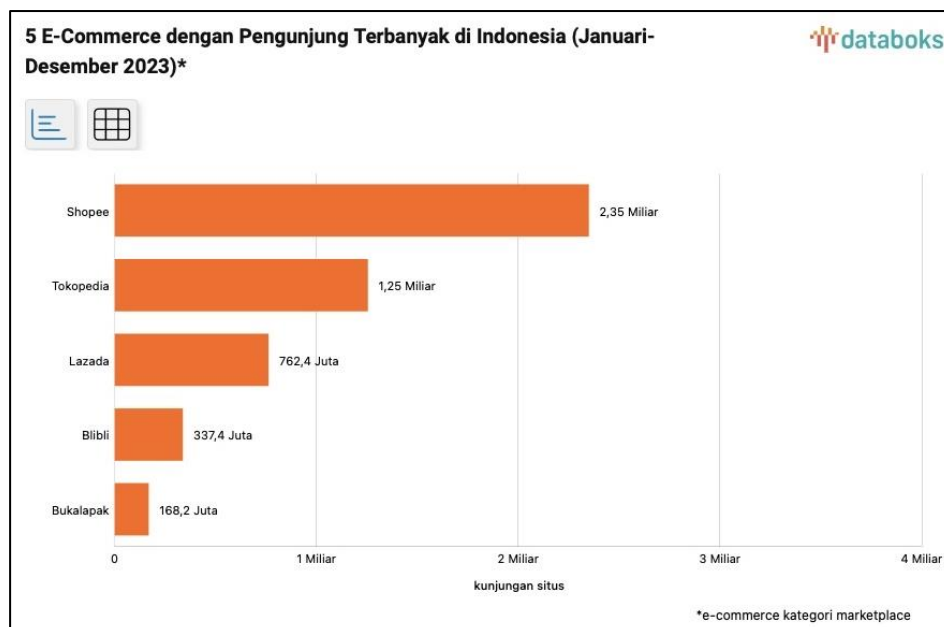 5 E-Commerce dengan Pengunjung Terbanyak di Indonesia (Januari-
Desember 2023)*
databoks
Shopee
2,35 Miliar
Tokopedia
1,25 Miliar
Lazada
762,4 Juta
Blibli
337,4 Juta
Bukalapak
168,2 Juta
0
1 Miliar
2 Miliar
3 Miliar
4 Miliar
kunjungan situs
*e-commerce kategori marketplace